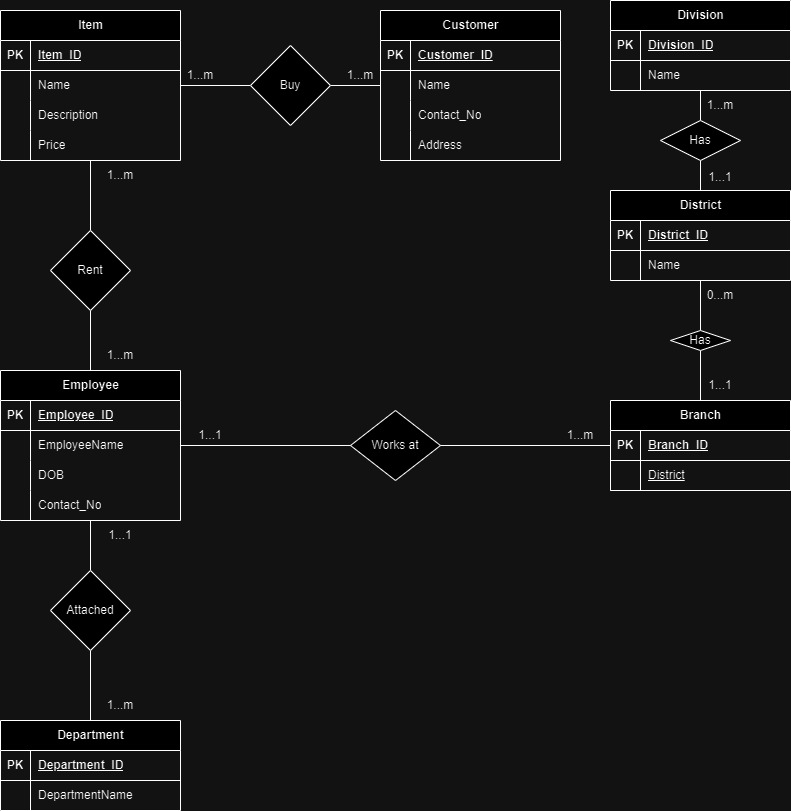 Item
PK Item_ID
Name
Description
Price
1...m
Buy
1...m
Customer
PK Customer_ID
Name
Contact_No
Address
Division
PK Division_ID
Name
1...m
Has
1...1
District
PK District_ID
Name
0...m
Has
1...1
Branch
PK Branch_ID
District
1...m
Rent
1...m
Employee
PK Employee_ID
EmployeeName
DOB
Contact_No
1...1
Works at
1...m
1...1
Attached
1...m
Department
PK Department_ID
DepartmentName